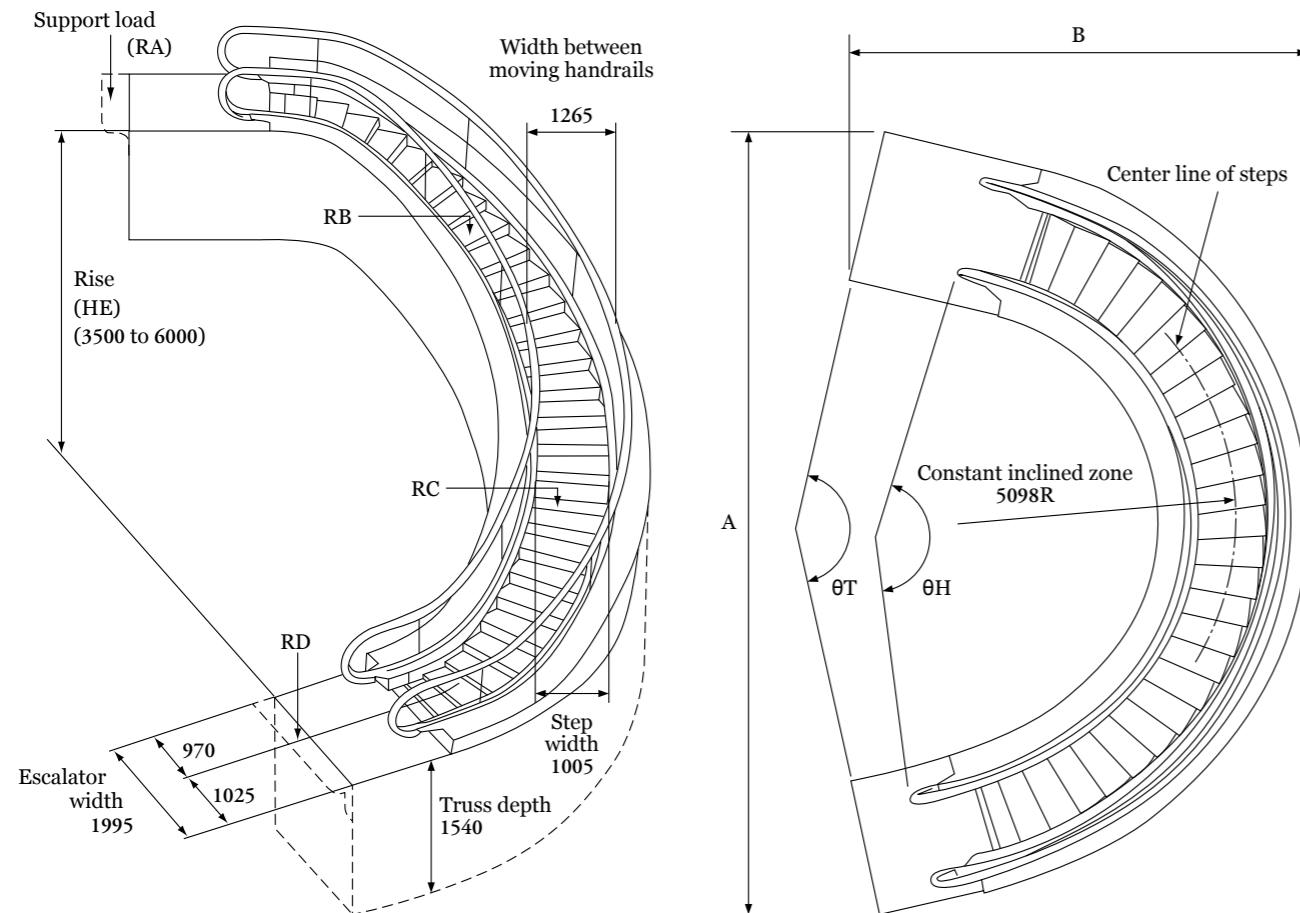 Support load
(RA)
Width between
moving handrails
1265
RB
Rise
(HE)
(3500 to 6000)
RC
RD
970
1025
Escalator
width
1995
Truss depth
1540
Step
width
1005
B
Center line of steps
Constant inclined zone
5098R
A
θT
θH